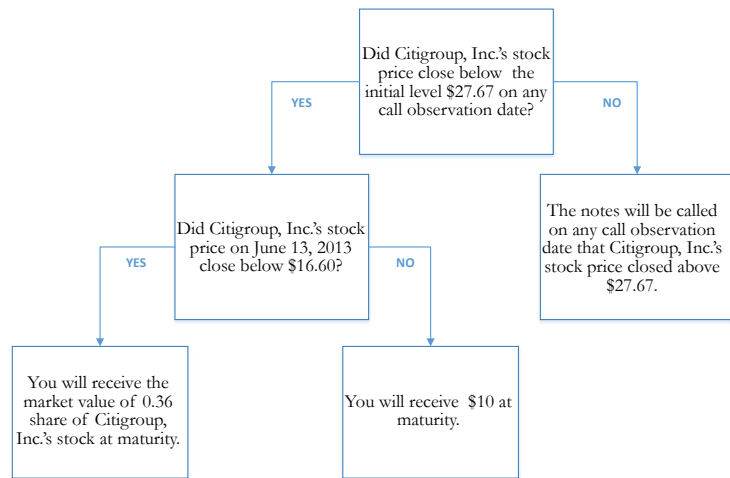 Did Citigroup, Inc.'s stock
price close below the
initial level $27.67 on any
call observation date?
YES
NO
Did Citigroup, Inc.'s stock
price on June 13, 2013
close below $16.60?
The notes will be called
on any call observation
date that Citigroup, Inc.'s
stock price closed above
$27.67.
YES
NO
You will receive the
market value of 0.36
share of Citigroup,
Inc.'s stock at maturity.
You will receive $10 at
maturity.